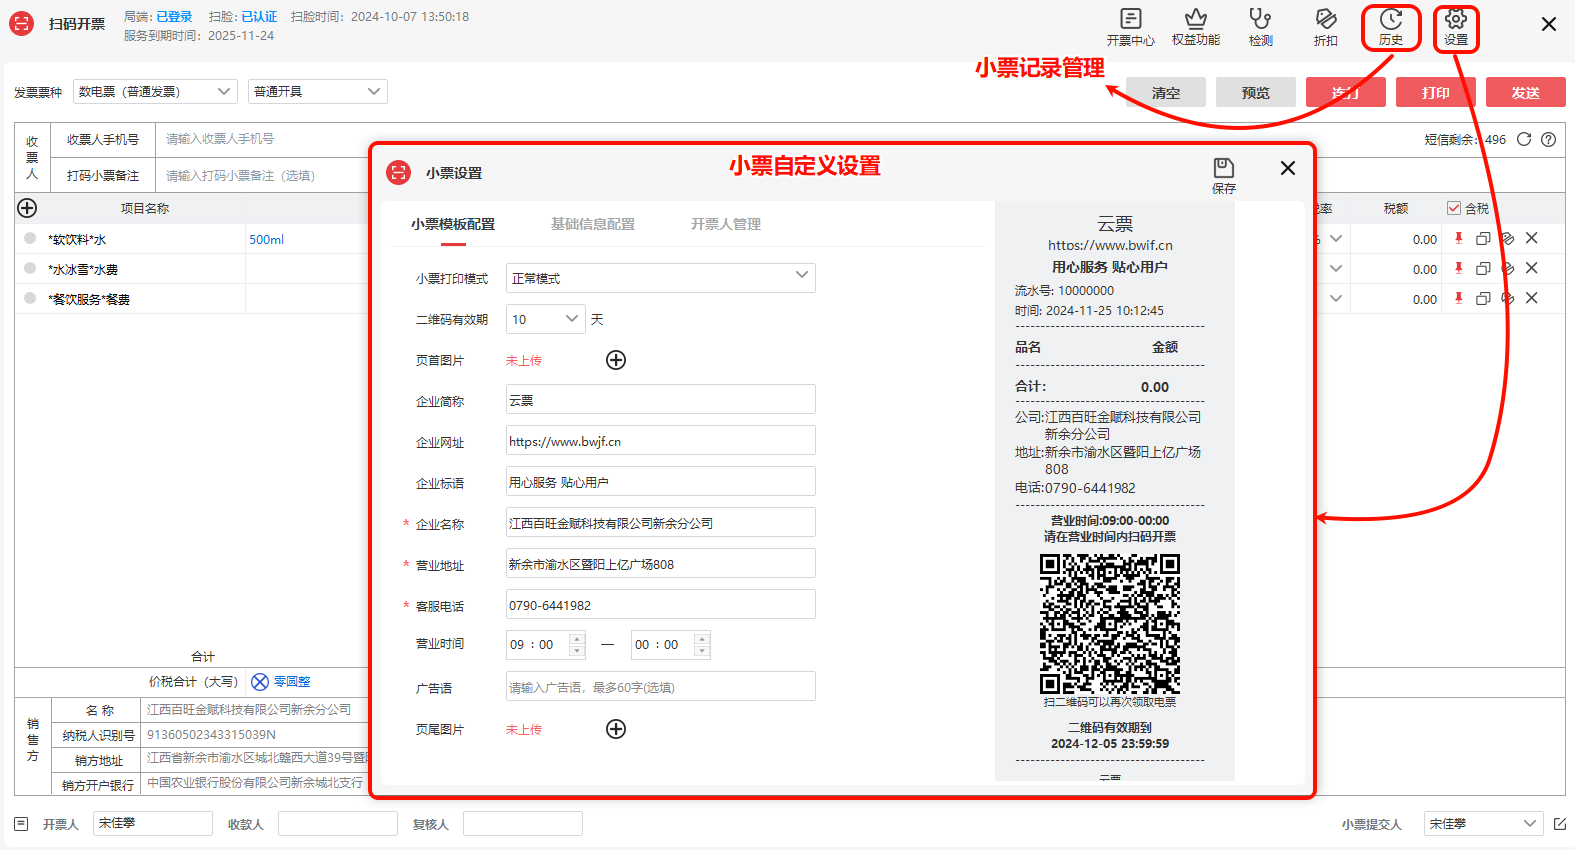 扫码开票
局端：已登录 扫脸：已认证 扫脸时间：2024-10-07 13:50:18
服务到期时间：2025-11-24
开票中心 权益功能 检测 折扣 历史 设置
小票记录管理
发票票种 数电票（普通发票） 普通开具
清空 预览 连打 打印 发送
收票人
收票人手机号 请输入收票人手机号
短信剩余：496
打码小票备注 请输入打码小票备注（选填）
项目名称 税率 税额 含税
*软饮料*水 500ml % 0.00
*水冰雪*水费 0.00
*餐饮服务*餐费 0.00
合计
价税合计（大写） 零圆整
销售方
名 称 江西百旺金赋科技有限公司新余分公司
纳税人识别号 91360502343315039N
销方地址 江西省新余市渝水区城北赣西大道39号暨阳
销方开户银行 中国农业银行股份有限公司新余城北支行
开票人 宋佳攀 收款人 复核人
小票提交人 宋佳攀
小票设置
小票自定义设置
保存
小票模板配置 基础信息配置 开票人管理
小票打印模式 正常模式
二维码有效期 10 天
页首图片 未上传
企业简称 云票
企业网址 https://www.bwjf.cn
企业标语 用心服务 贴心用户
* 企业名称 江西百旺金赋科技有限公司新余分公司
* 营业地址 新余市渝水区暨阳上亿广场808
* 客服电话 0790-6441982
营业时间 09 : 00 — 00 : 00
广告语 请输入广告语，最多60字(选填)
页尾图片 未上传
云票
https://www.bwjf.cn
用心服务 贴心用户
流水号: 10000000
时间: 2024-11-25 10:12:45
品名 金额
合计： 0.00
公司:江西百旺金赋科技有限公司
新余分公司
地址:新余市渝水区暨阳上亿广场
808
电话:0790-6441982
营业时间:09:00-00:00
请在营业时间内扫码开票
扫二维码可以再次领取电票
二维码有效期到
2024-12-05 23:59:59
云票